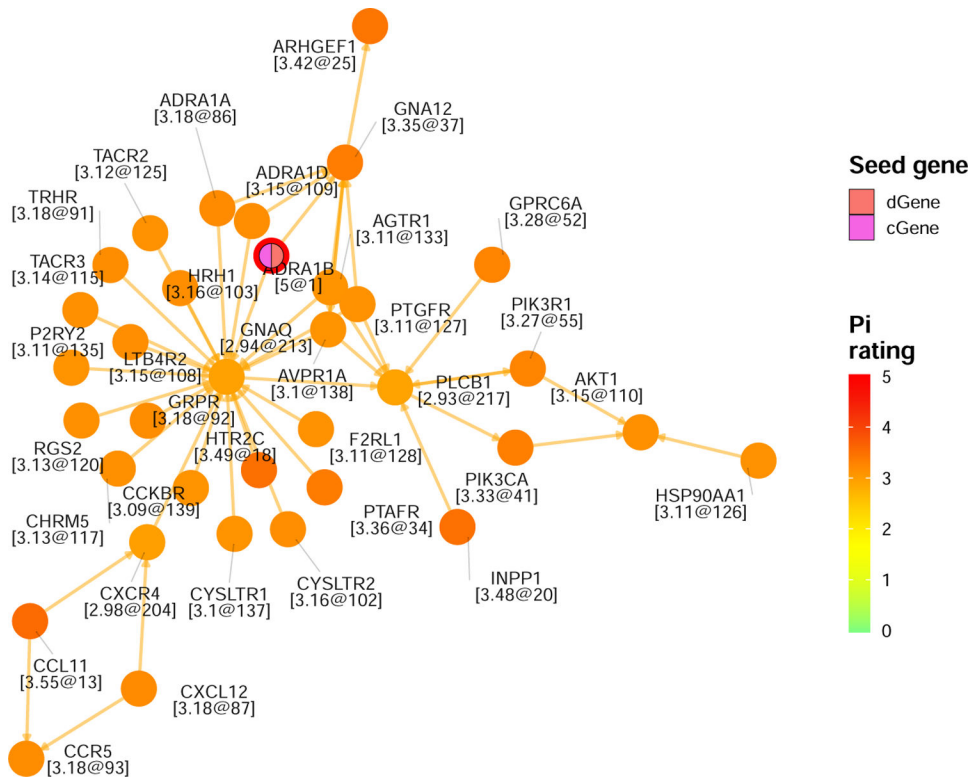 ARHGEF1
[3.42@25]
ADRA1A
[3.18@86]
GNA12
[3.35@37]
TACR2
[3.12@125]
ADRA1D
[3.15@109]
TRHR
[3.18@91]
AGTR1
[3.11@133]
GPRC6A
[3.28@52]
TACR3
[3.14@115]
HRH1
[3.16@103]
ADRA1B
[5@1]
PTGFR
[3.11@127]
PIK3R1
[3.27@55]
P2RY2
[3.11@135]
LTB4R2
[3.15@108]
GNAQ
[2.94@213]
AVPR1A
[3.1@138]
PLCB1
[2.93@217]
AKT1
[3.15@110]
GRPR
[3.18@92]
RGS2
[3.13@120]
HTR2C
[3.49@18]
F2RL1
[3.11@128]
CCKBR
[3.09@139]
PIK3CA
[3.33@41]
HSP90AA1
[3.11@126]
CHRM5
[3.13@117]
PTAFR
[3.36@34]
CXCR4
[2.98@204]
CYSLTR1
[3.1@137]
CYSLTR2
[3.16@102]
INPP1
[3.48@20]
CCL11
[3.55@13]
CXCL12
[3.18@87]
CCR5
[3.18@93]
Seed gene
dGene
cGene
Pi
rating
5
4
3
2
1
0